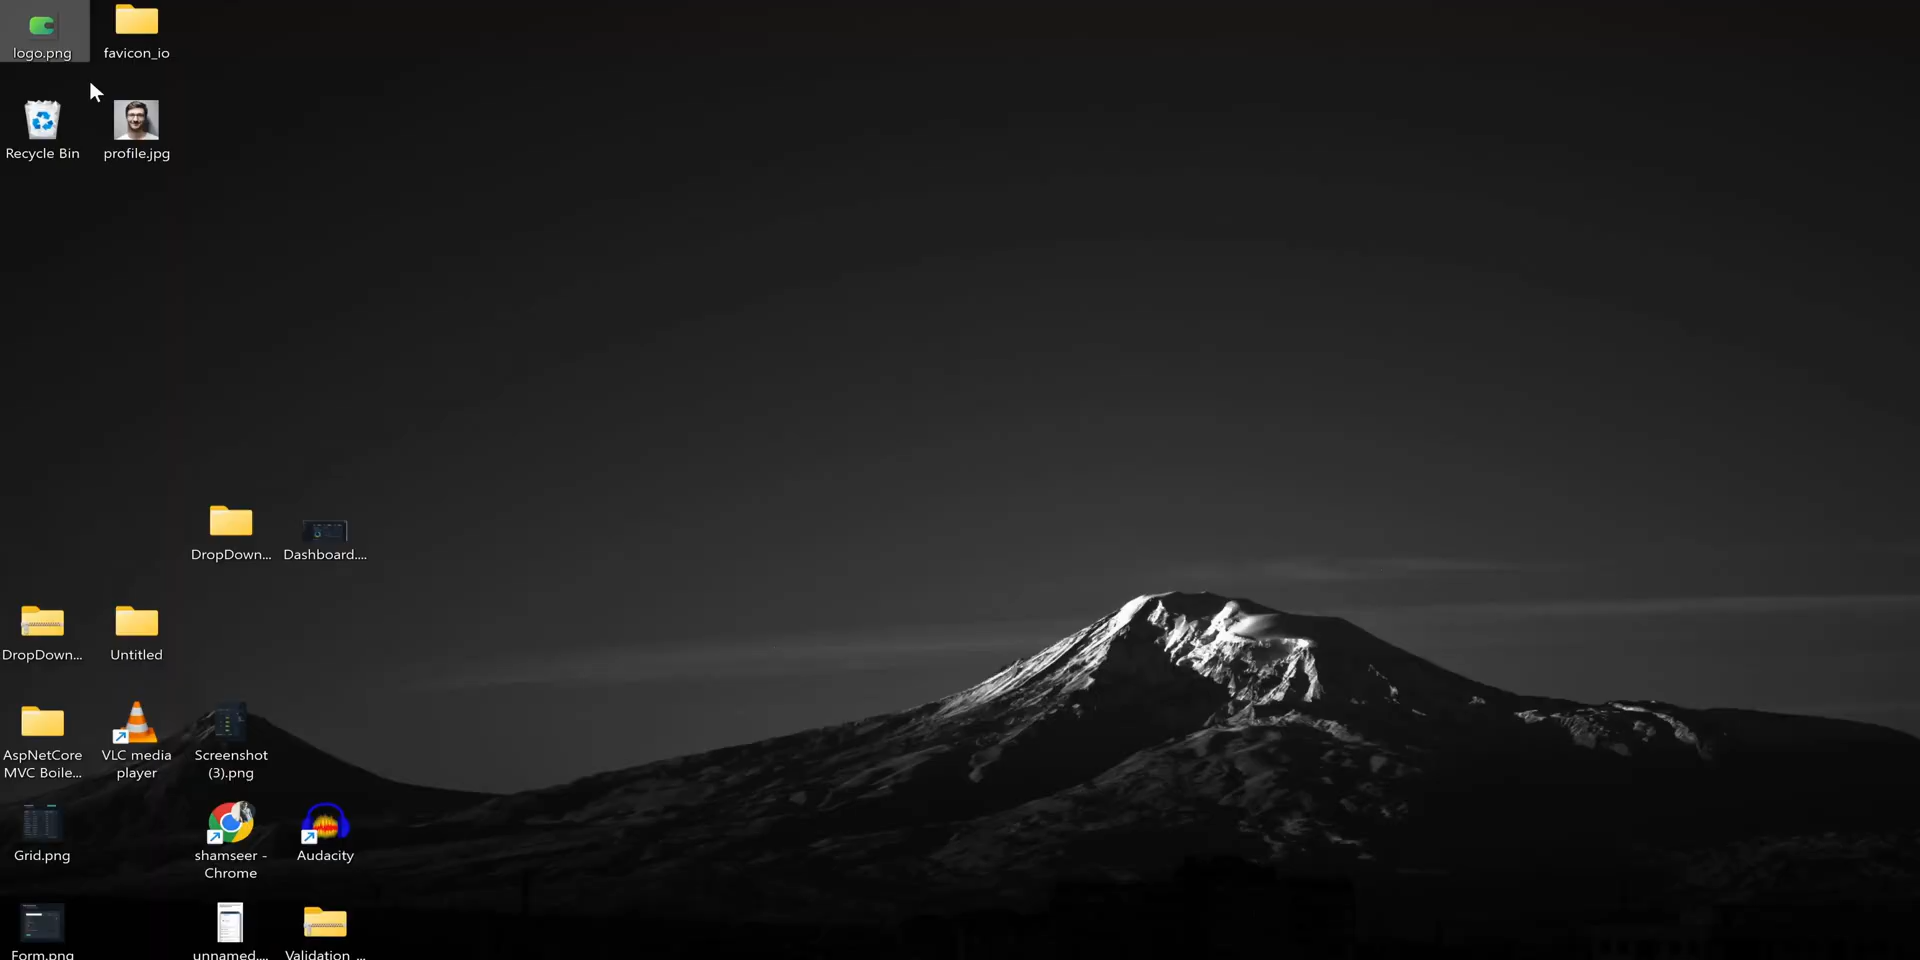 logo.png
favicon_io
Recycle Bin
profile.jpg
DropDown...
Dashboard....
DropDown...
Untitled
AspNetCore
MVC Boile...
VLC media
player
Screenshot
(3).png
Grid.png
shamseer -
Chrome
Audacity
Form.png
unnamed....
Validation_...